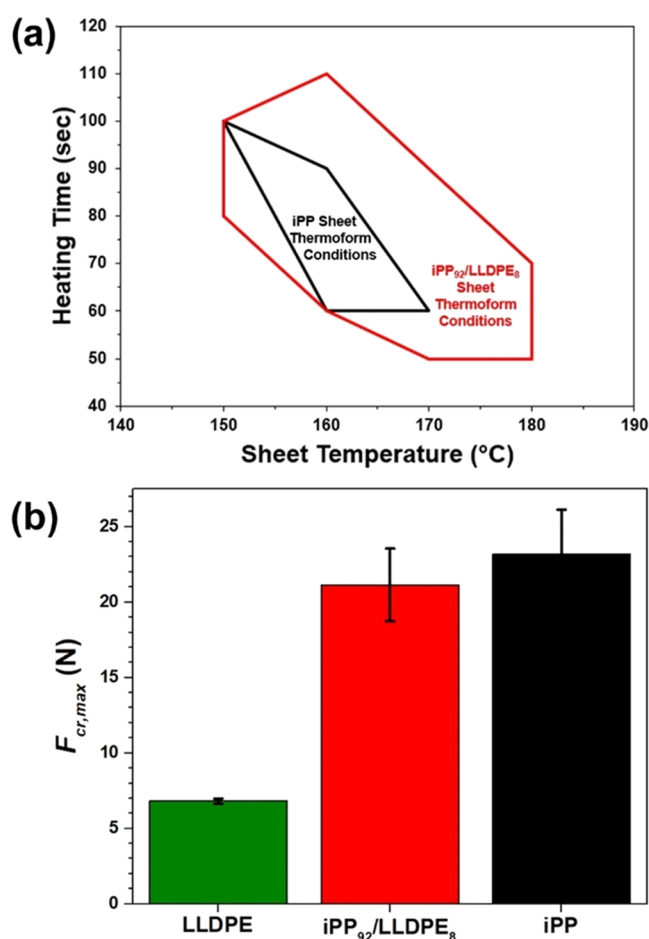 (a)
120
110
100
90
80
70
60
50
40
Heating Time (sec)
iPP Sheet
Thermoform
Conditions
iPP₉₂/LLDPE₈
Sheet
Thermoform
Conditions
140
150
160
170
180
190
Sheet Temperature (°C)
(b)
25
20
15
10
5
0
F_cr,max (N)
LLDPE
iPP₉₂/LLDPE₈
iPP